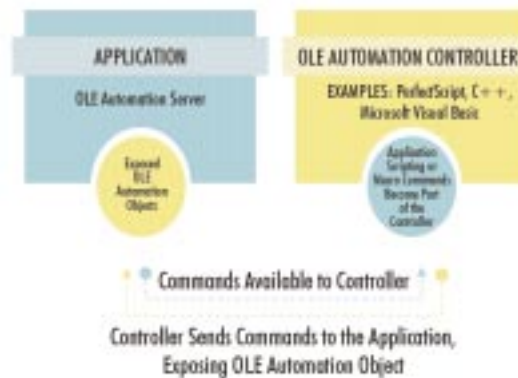 APPLICATION
OLE Automation Server
Exposed
OLE
Automation
Objects
OLE AUTOMATION CONTROLLER
EXAMPLES: PerfectScript, C++,
Microsoft Visual Basic
Application
Scripting or
Macro Commands
Become Part
of the
Controller
Commands Available to Controller
Controller Sends Commands to the Application,
Exposing OLE Automation Object